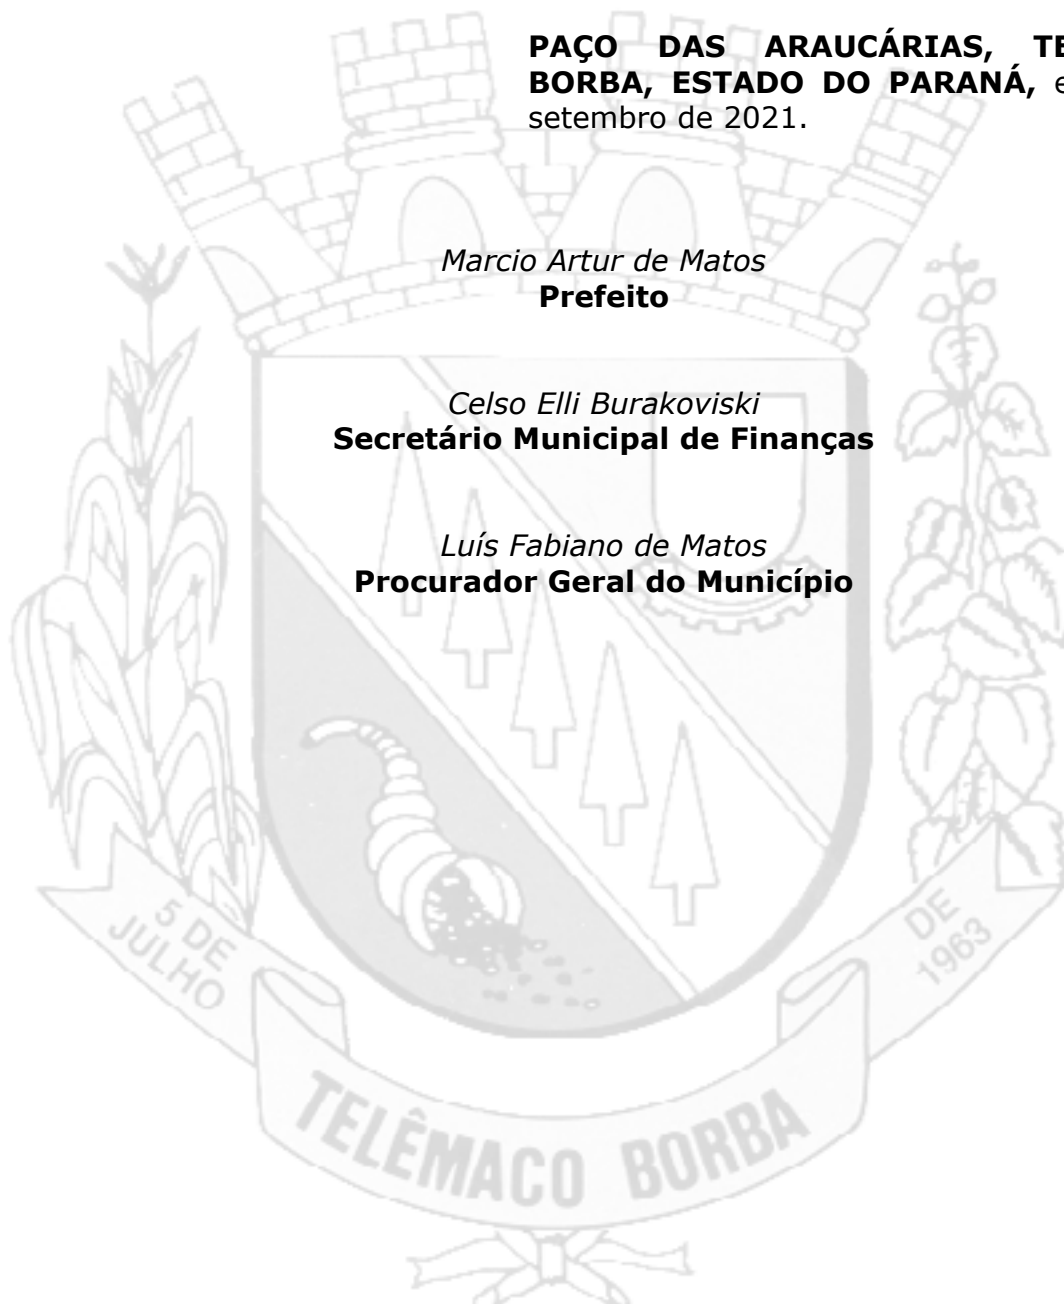 PAÇO DAS ARAUCÁRIAS, TE
BORBA, ESTADO DO PARANÁ, e
setembro de 2021.
Marcio Artur de Matos
Prefeito
Celso Elli Burakoviski
Secretário Municipal de Finanças
Luís Fabiano de Matos
Procurador Geral do Município
5 DE
JULHO
DE
1963
TELÊMACO BORBA